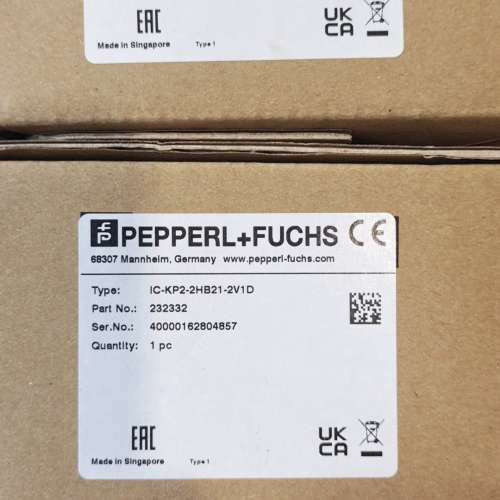 EAC
UK
CA
Made in Singapore Type 1
PEPPERL+FUCHS CE
68307 Mannheim, Germany www.pepperl-fuchs.com
Type: IC-KP2-2HB21-2V1D
Part No.: 232332
Ser.No.: 40000162804857
Quantity: 1 pc
EAC
UK
CA
Made in Singapore Type 1